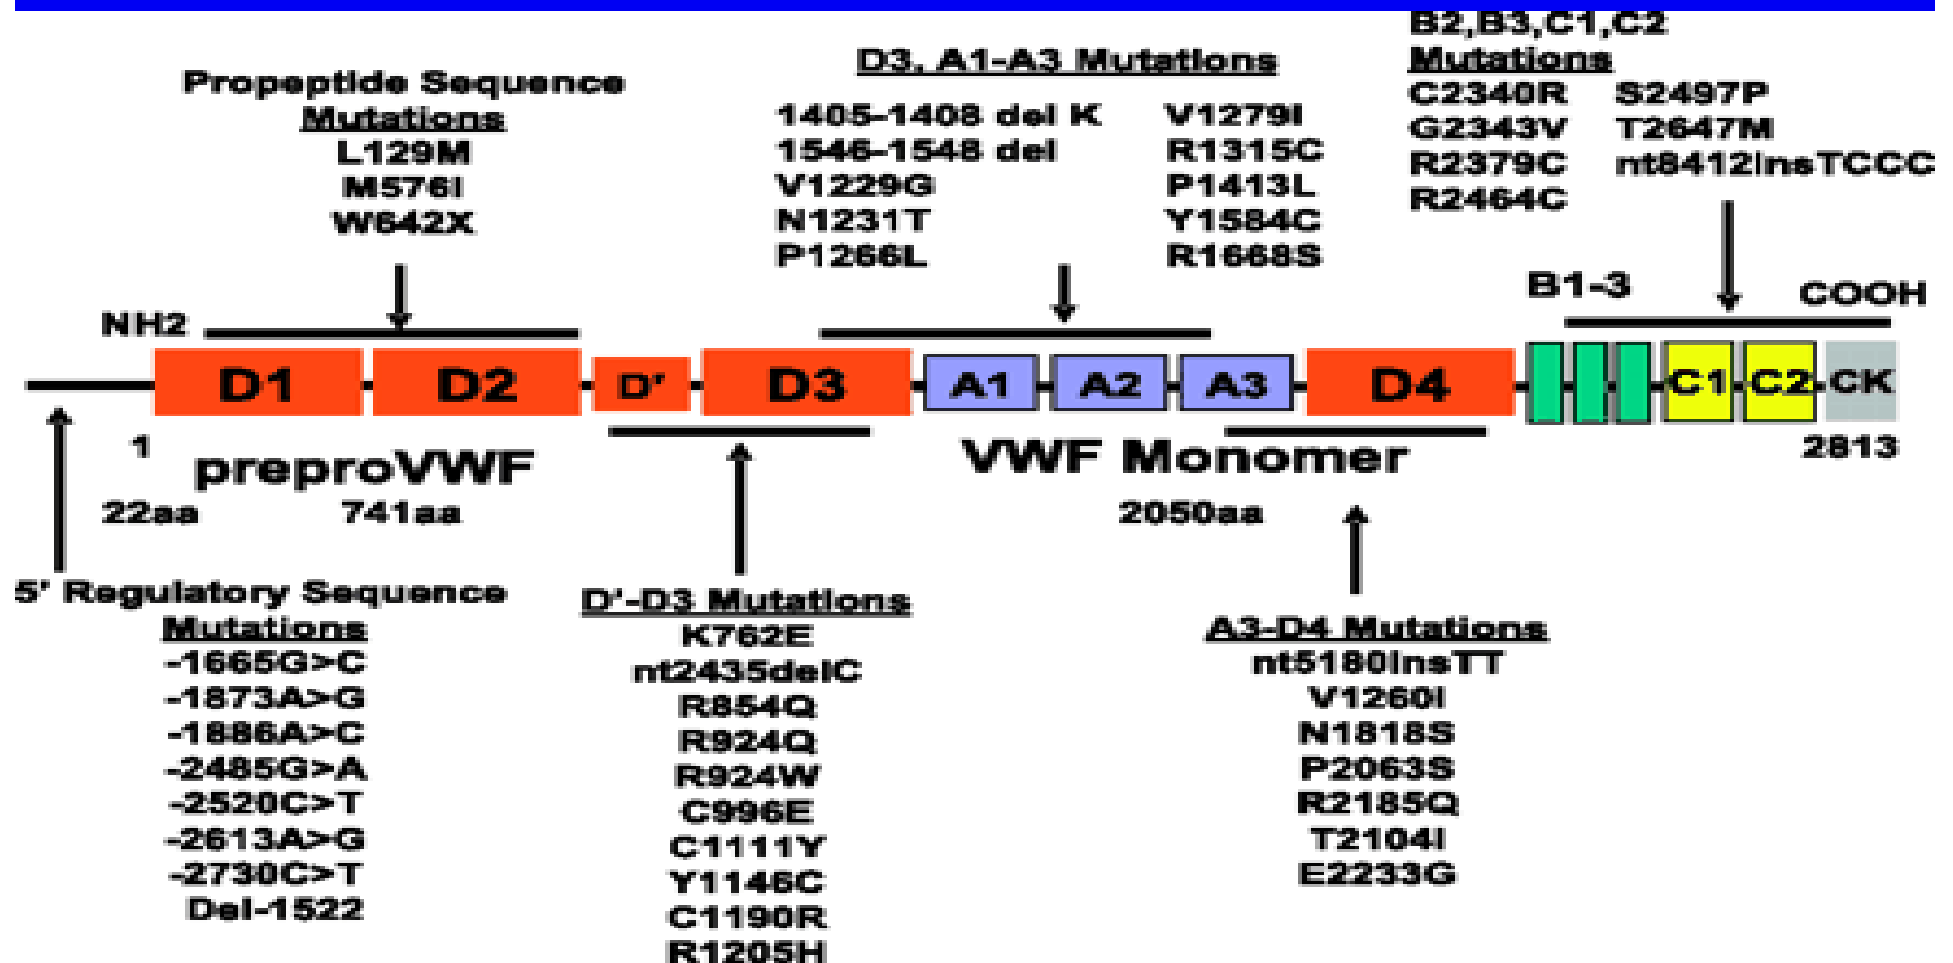 Propeptide Sequence
Mutations
L129M
M576I
W642X
D3, A1-A3 Mutations
1405-1408 del K V1279I
1546-1548 del R1315C
V1229G P1413L
N1231T Y1584C
P1266L R1668S
B2,B3,C1,C2
Mutations
C2340R S2497P
G2343V T2647M
R2379C nt8412insTCCC
R2464C
B1-3
NH2
COOH
D1 D2 D' D3 A1 A2 A3 D4 C1 C2 CK
1
2813
preproVWF
VWF Monomer
22aa 741aa 2050aa
5' Regulatory Sequence
Mutations
-1665G>C
-1873A>G
-1886A>C
-2485G>A
-2520C>T
-2613A>G
-2730C>T
Del-1522
D'-D3 Mutations
K762E
nt2435delC
R854Q
R924Q
R924W
C996E
C1111Y
Y1146C
C1190R
R1205H
A3-D4 Mutations
nt5180insTT
V1260I
N1818S
P2063S
R2185Q
T2104I
E2233G